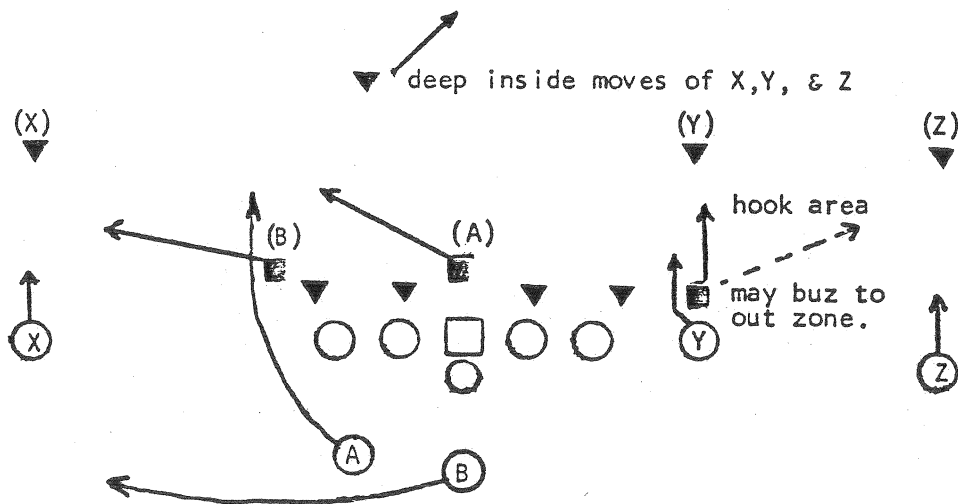 deep inside moves of X,Y, & Z
(X)
(Y)
(Z)
hook area
(B)
(A)
may buz to
out zone.
X
Y
Z
A
B